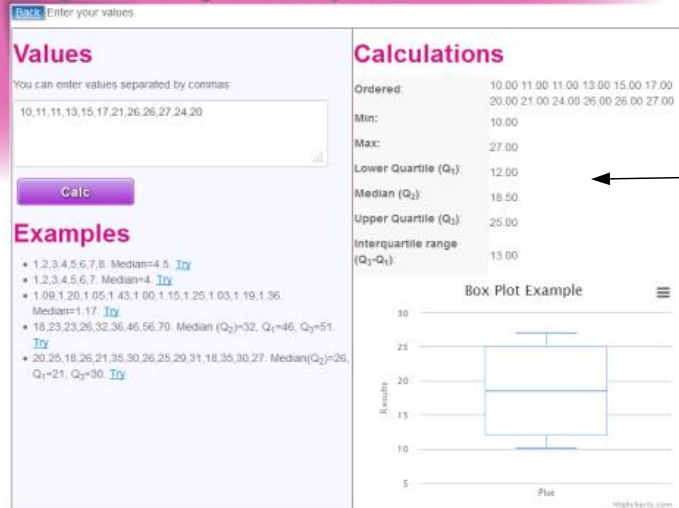 Back Enter your values.
Values
You can enter values separated by commas:
10,11,11,13,15,17,21,26,26,27,24,20
Calc
Examples
1,2,3,4,5,6,7,8. Median=4.5. Try
1,2,3,4,5,6,7. Median=4. Try
1.09,1.20,1.05,1.43,1.00,1.15,1.25,1.03,1.19,1.36.
Median=1.17. Try
18,23,23,26,32,36,46,56,70. Median (Q2)=32, Q1=46, Q3=51.
Try
20,25,18,26,21,35,30,26,25,29,31,18,35,30,27. Median(Q2)=26,
Q1=21, Q3=30. Try
Calculations
Ordered: 10.00 11.00 11.00 13.00 15.00 17.00
20.00 21.00 24.00 26.00 26.00 27.00
Min: 10.00
Max: 27.00
Lower Quartile (Q1): 12.00
Median (Q2): 18.50
Upper Quartile (Q3): 25.00
Interquartile range
(Q3-Q1): 13.00
Box Plot Example
30
25
20
15
10
5
Results
Plot
Highcharts.com